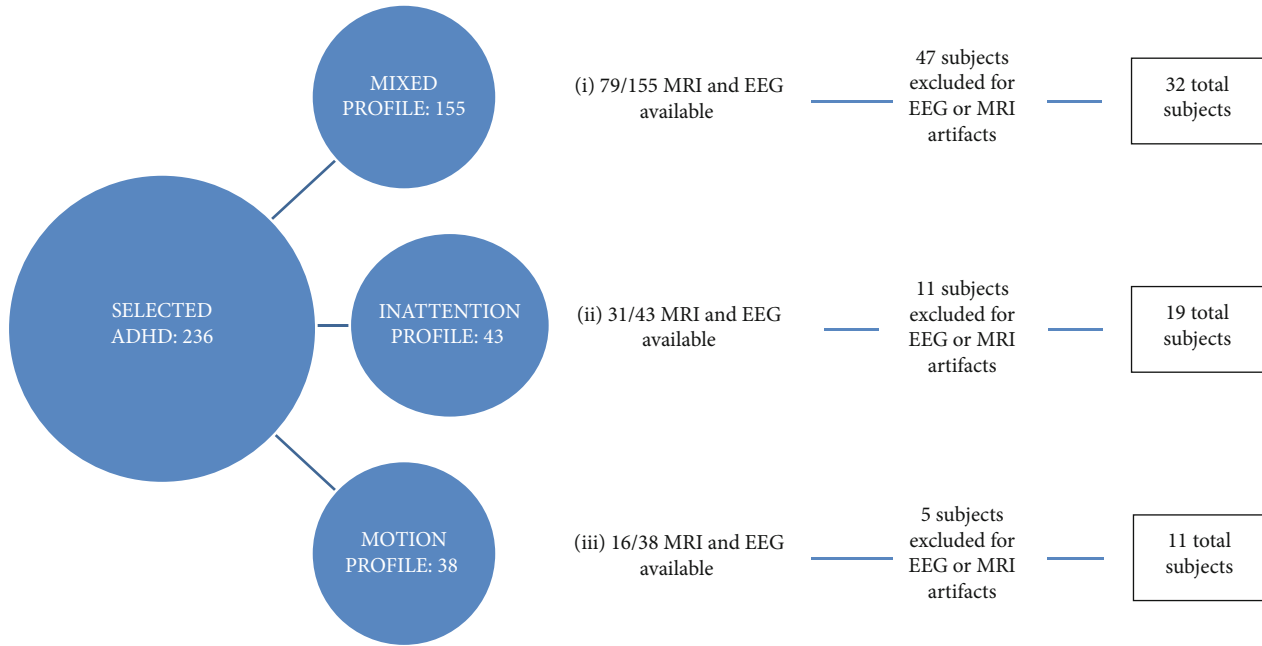 SELECTED
ADHD: 236
MIXED
PROFILE: 155
(i) 79/155 MRI and EEG
available
47 subjects
excluded for
EEG or MRI
artifacts
32 total
subjects
INATTENTION
PROFILE: 43
(ii) 31/43 MRI and EEG
available
11 subjects
excluded for
EEG or MRI
artifacts
19 total
subjects
MOTION
PROFILE: 38
(iii) 16/38 MRI and EEG
available
5 subjects
excluded for
EEG or MRI
artifacts
11 total
subjects